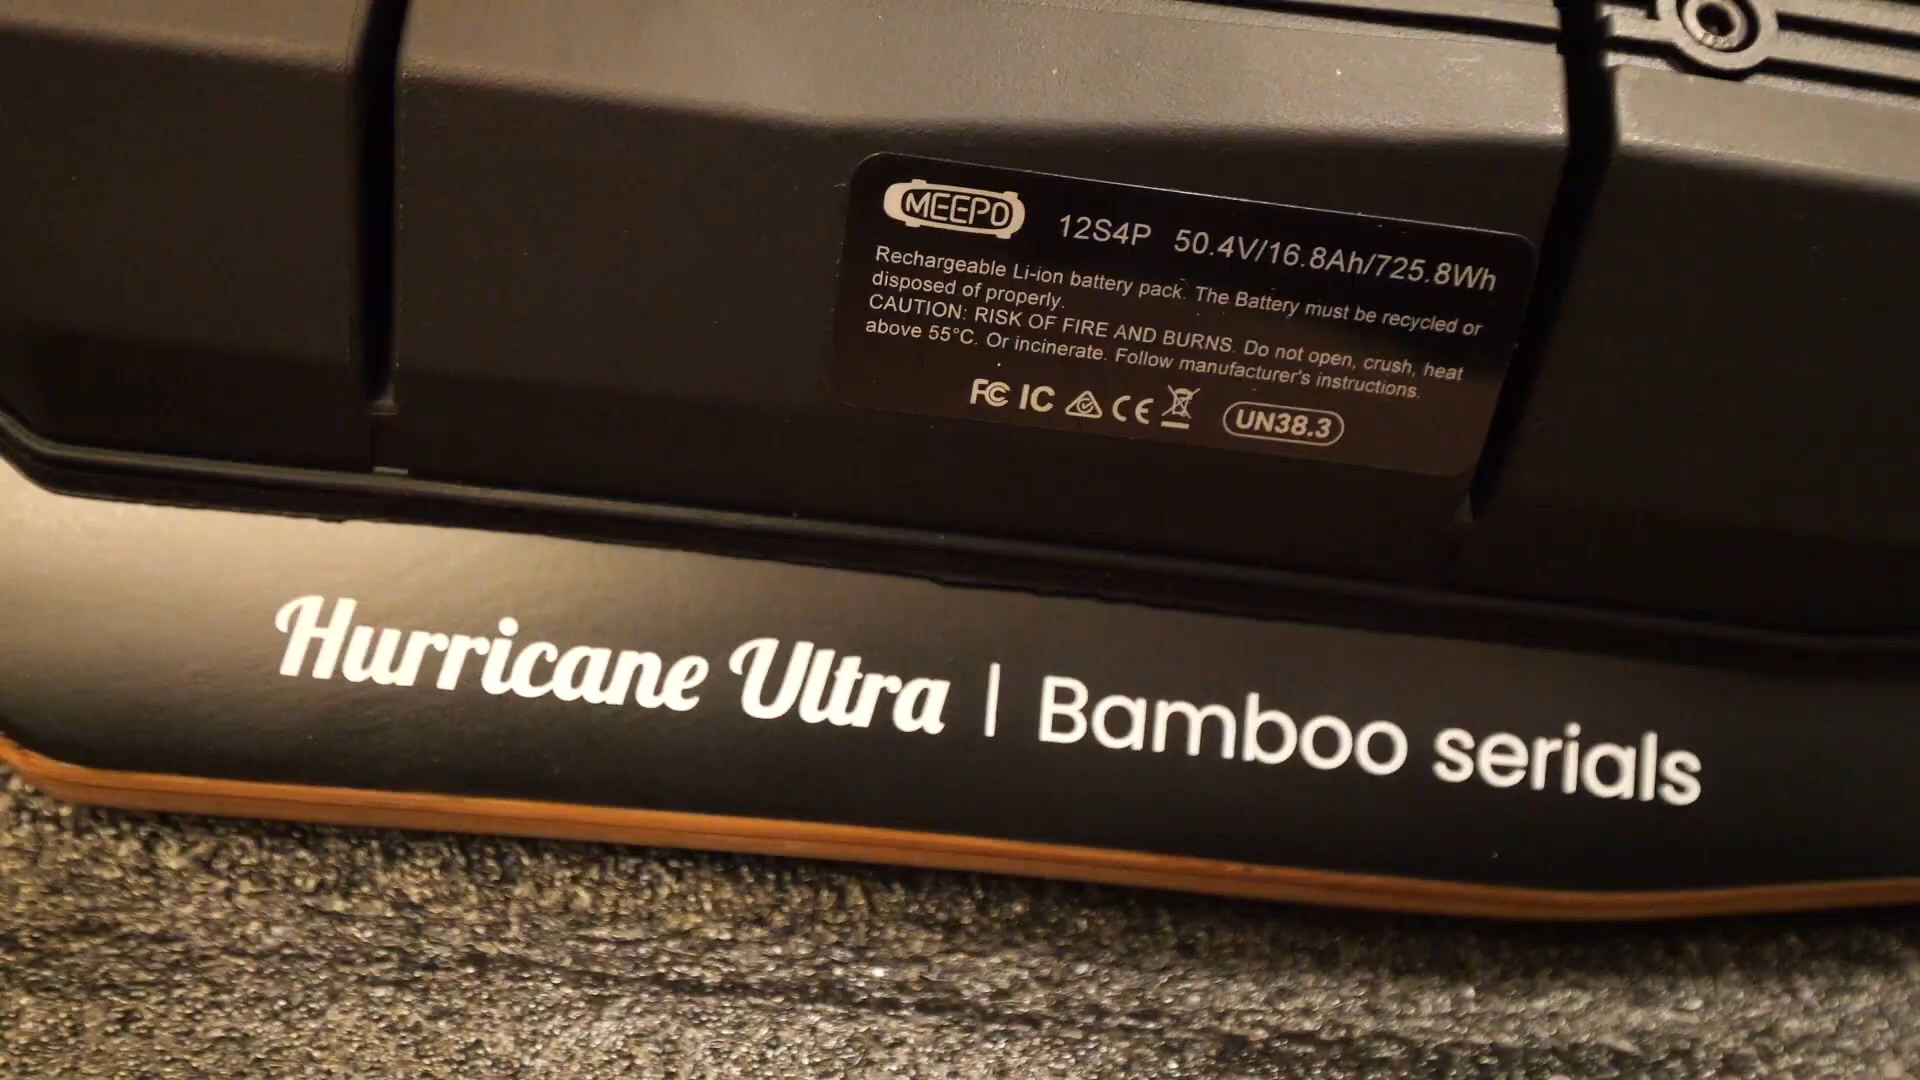 MEEPO 12S4P 50.4V/16.8Ah/725.8Wh
Rechargeable Li-ion battery pack. The Battery must be recycled or
disposed of properly.
CAUTION: RISK OF FIRE AND BURNS. Do not open, crush, heat
above 55°C. Or incinerate. Follow manufacturer's instructions.
FC IC CE UN38.3
Hurricane Ultra | Bamboo serials